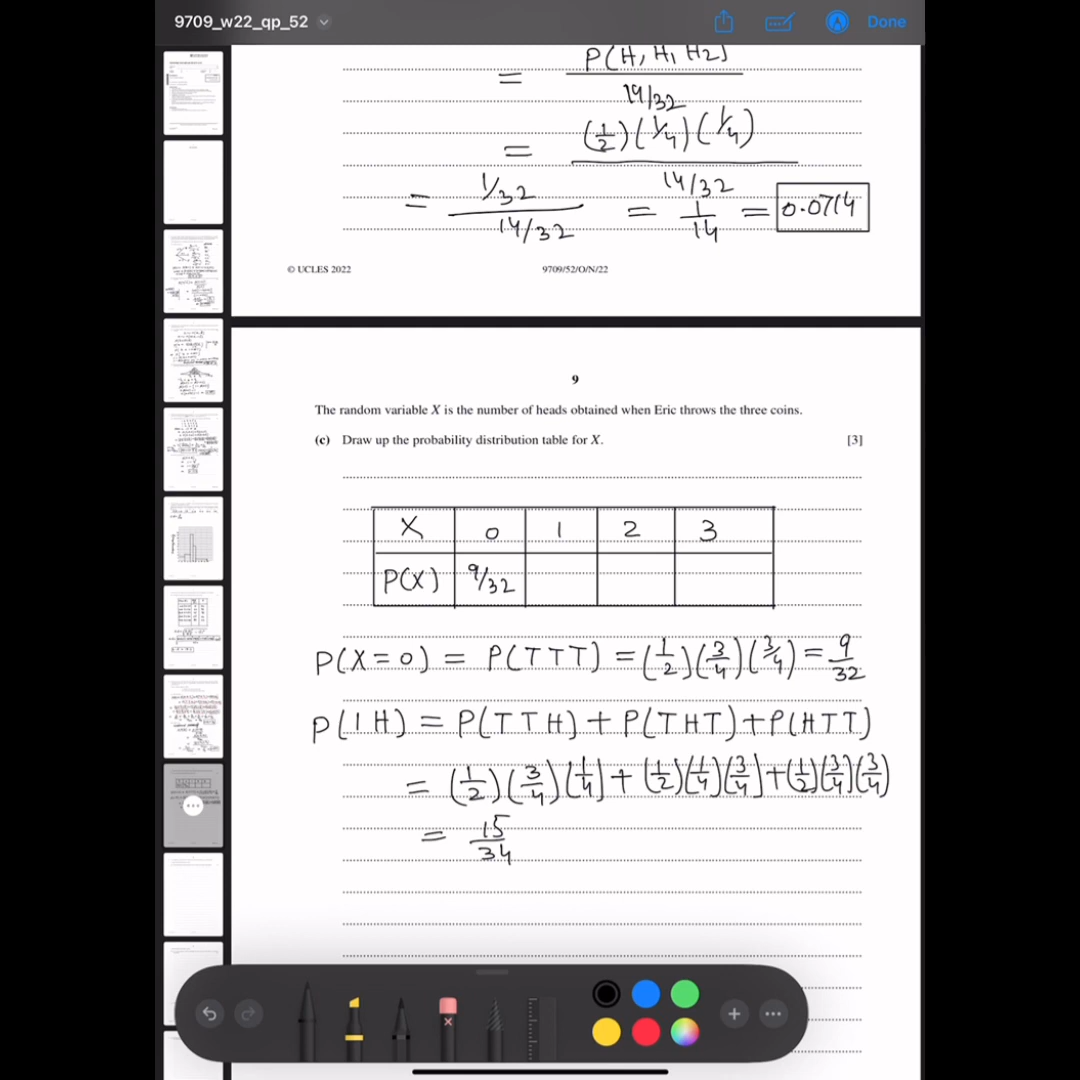 9709_w22_qp_52
Done
P(H, H1 H2)
= 14/32
= (1/2)(1/4)(1/4)
14/32
= 1/32
14/32
= 1/14 = 0.0714
© UCLES 2022 9709/52/O/N/22
9
The random variable X is the number of heads obtained when Eric throws the three coins.
(c) Draw up the probability distribution table for X. [3]
X 0 1 2 3
P(X) 9/32
P(X=0) = P(TTT) = (1/2)(3/4)(3/4) = 9/32
P(1H) = P(TTH) + P(THT) + P(HTT)
= (1/2)(3/4)(1/4) + (1/2)(1/4)(3/4) + (1/2)(3/4)(3/4)
= 15/34